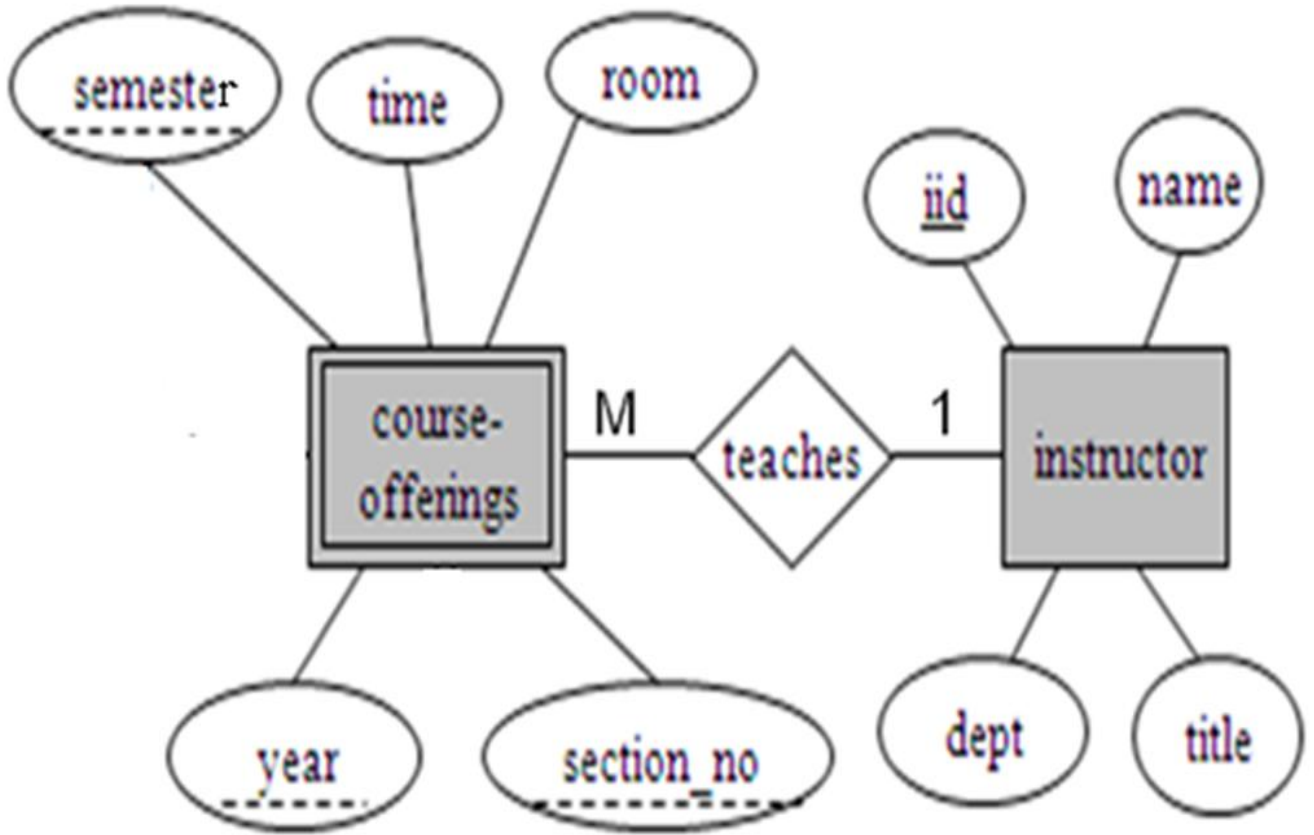 semester
time
room
iid
name
course-
offerings
M
teaches
1
instructor
year
section_no
dept
title